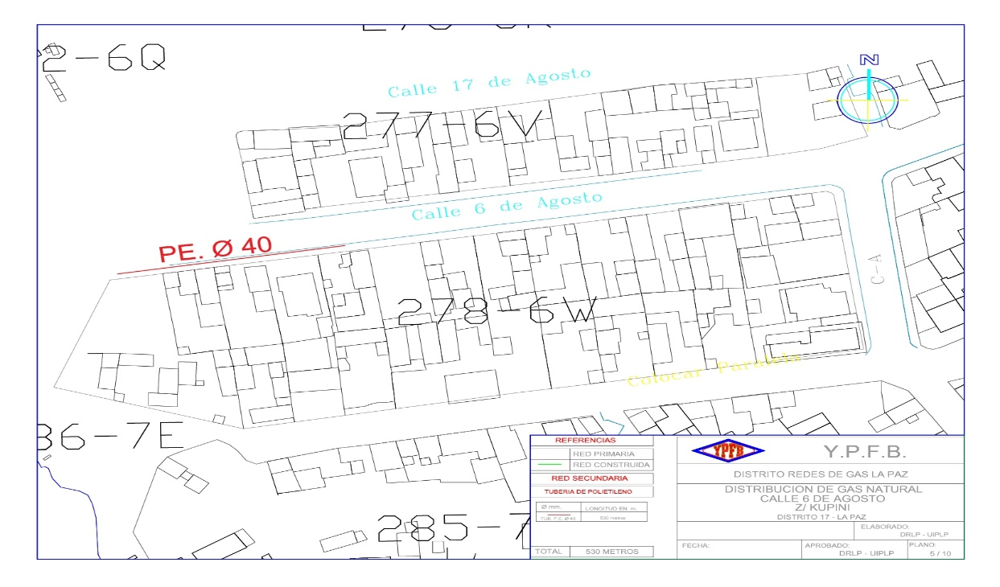 2-6Q
N
Calle 17 de Agosto
277-6V
Calle 6 de Agosto
PE. Ø 40
C-A
278-6W
Colocar Paralela
36-7E
285-7
REFERENCIAS
RED PRIMARIA
RED CONSTRUIDA
RED SECUNDARIA
TUBERIA DE POLIETILENO
Ø mm. LONGITUD EN m.
TUB. P.E. Ø 40 530 metros
TOTAL 530 METROS
YPFB Y.P.F.B.
DISTRITO REDES DE GAS LA PAZ
DISTRIBUCION DE GAS NATURAL
CALLE 6 DE AGOSTO
Z/ KUPINI
DISTRITO 17 - LA PAZ
ELABORADO:
DRLP - UIPLP
FECHA: APROBADO: PLANO:
DRLP - UIPLP 5 / 10